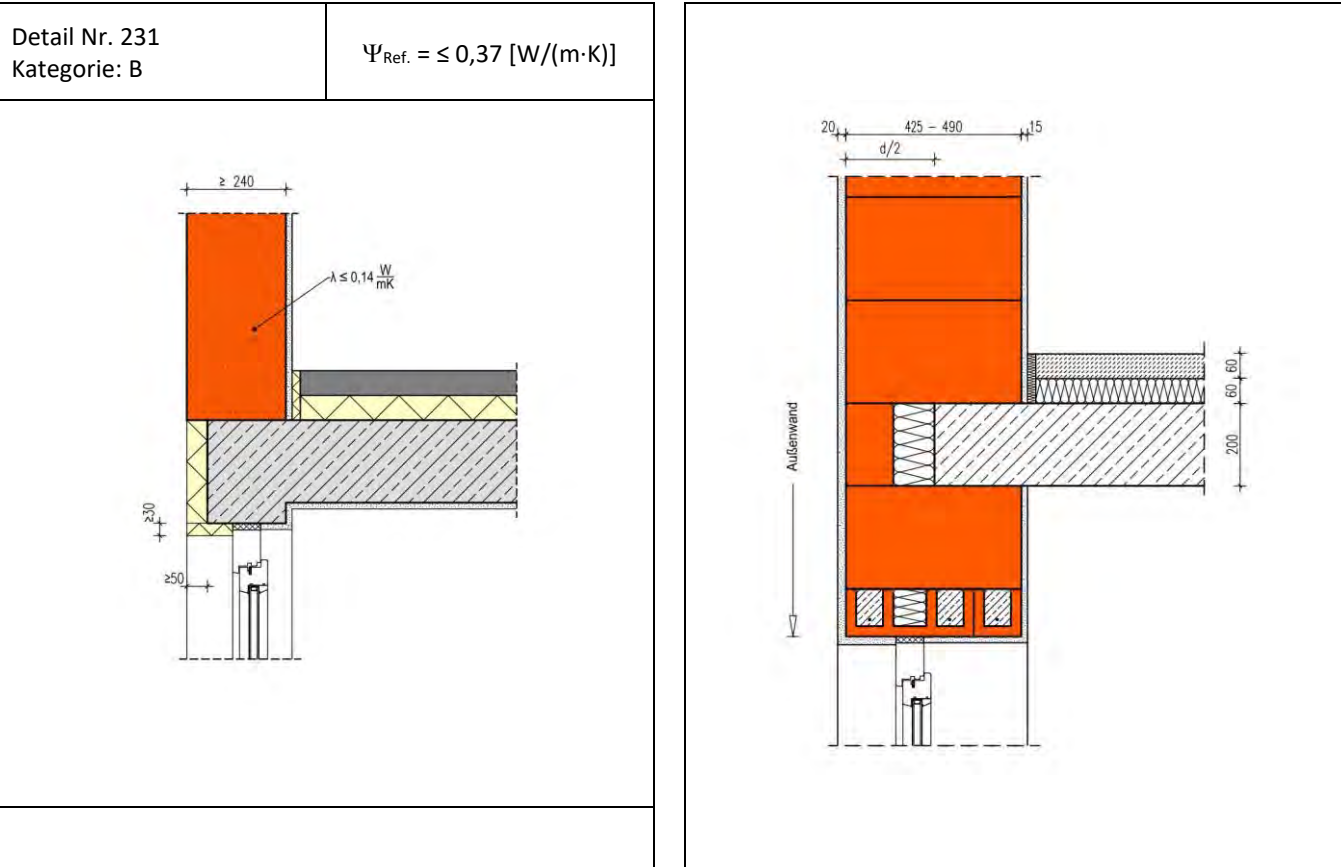 Detail Nr. 231
Kategorie: B
ΨRef. = ≤ 0,37 [W/(m·K)]
≥ 240
λ ≤ 0,14 W/mK
≥30
≥50
20
425 – 490
15
d/2
Außenwand
60
60
200